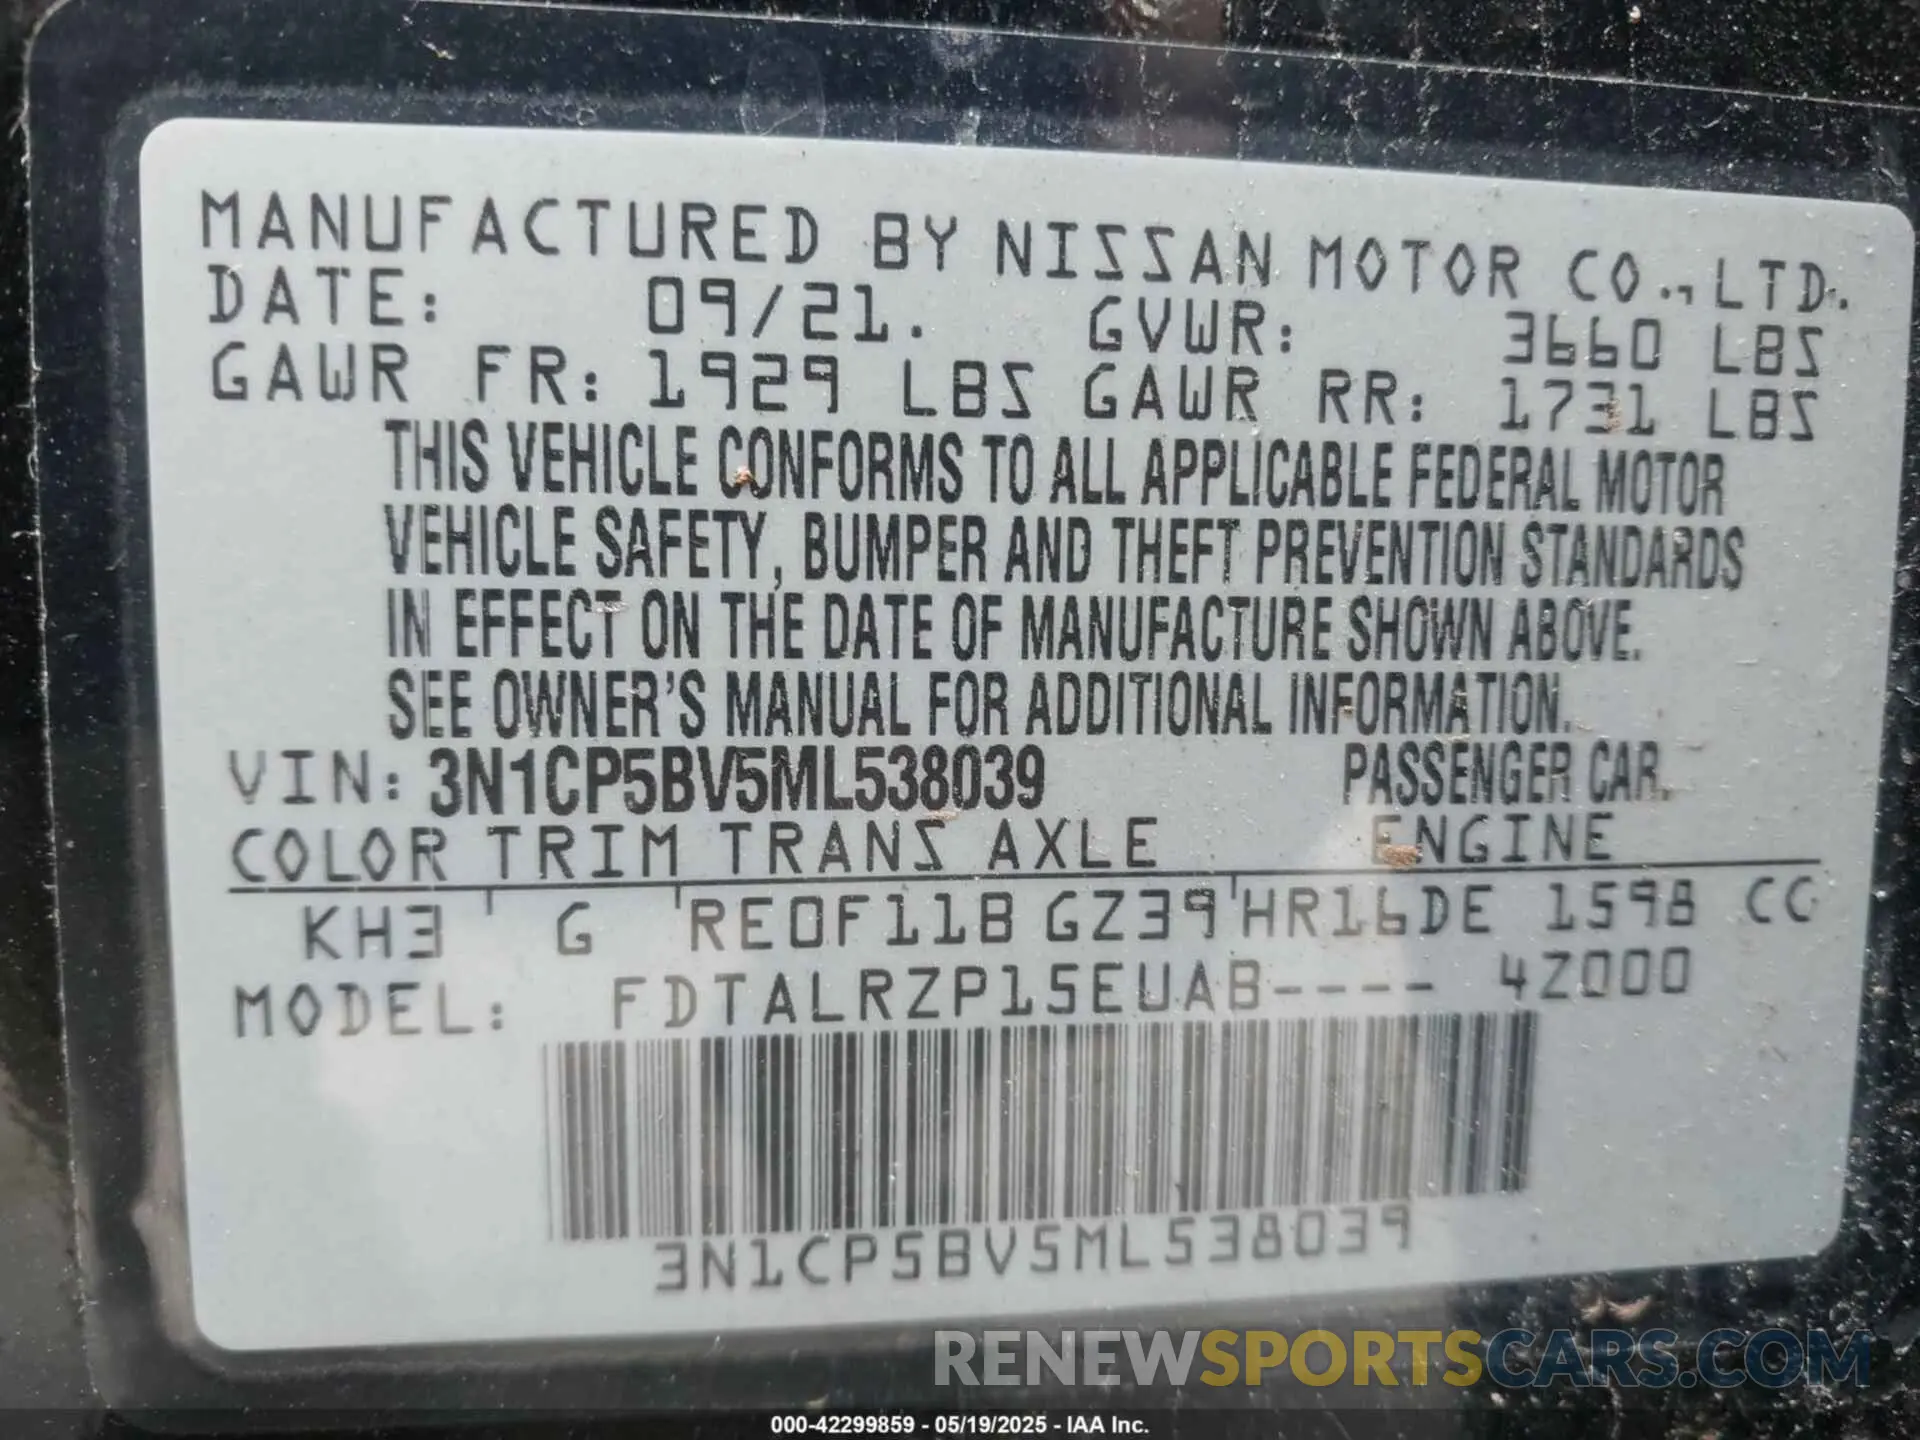 MANUFACTURED BY NISSAN MOTOR CO., LTD.
DATE: 09/21. GVWR: 3660 LBS
GAWR FR: 1929 LBS GAWR RR: 1731 LBS
THIS VEHICLE CONFORMS TO ALL APPLICABLE FEDERAL MOTOR
VEHICLE SAFETY, BUMPER AND THEFT PREVENTION STANDARDS
IN EFFECT ON THE DATE OF MANUFACTURE SHOWN ABOVE.
SEE OWNER'S MANUAL FOR ADDITIONAL INFORMATION.
VIN: 3N1CP5BV5ML538039 PASSENGER CAR.
COLOR TRIM TRANS AXLE ENGINE
KH3 G RE0F11B GZ39 HR16DE 1598 CC
MODEL: FDTALRZP15EUAB---- 4Z000
3N1CP5BV5ML538039
RENEWSPORTSCARS.COM
000-42299859 - 05/19/2025 - IAA Inc.